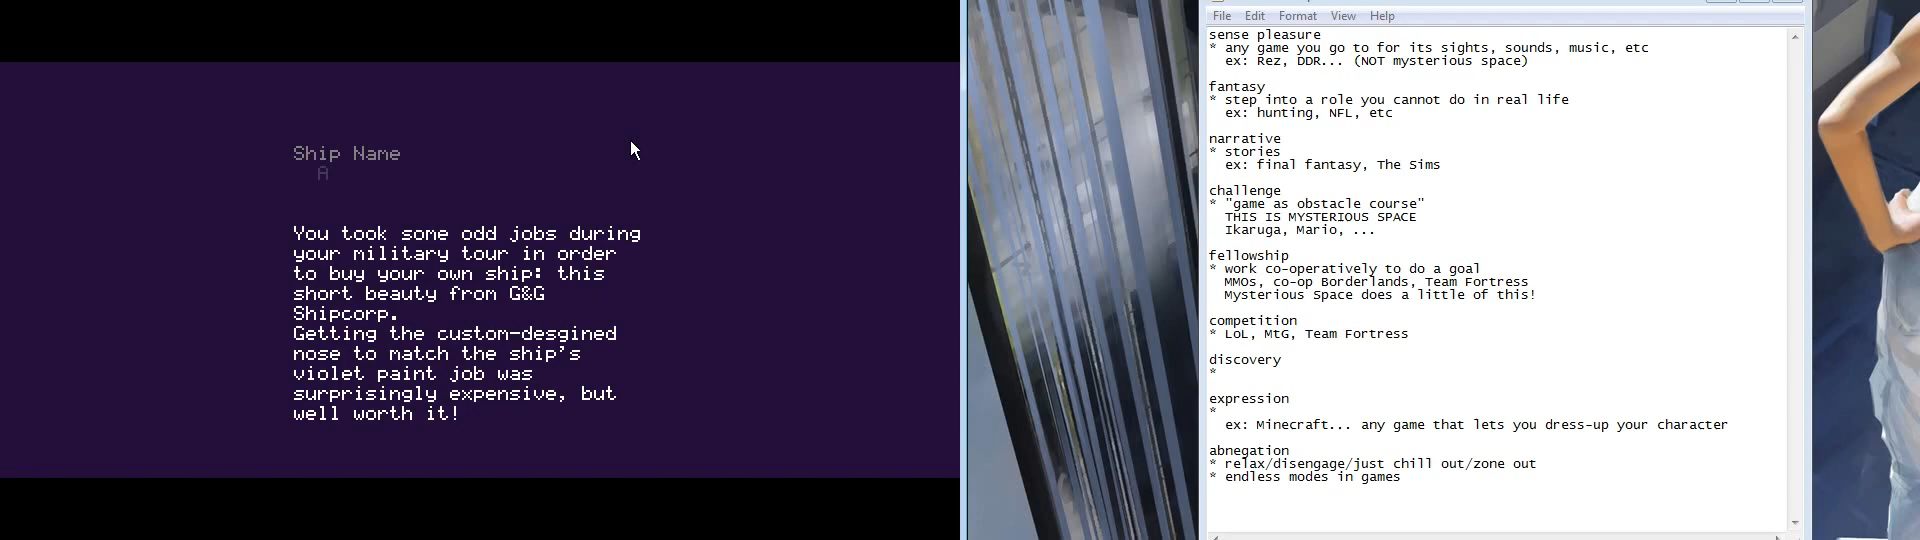 Ship Name
A
You took some odd jobs during
your military tour in order
to buy your own ship: this
short beauty from G&G
Shipcorp.
Getting the custom-desgined
nose to match the ship's
violet paint job was
surprisingly expensive, but
well worth it!
File Edit Format View Help
sense pleasure
* any game you go to for its sights, sounds, music, etc
ex: Rez, DDR... (NOT mysterious space)
fantasy
* step into a role you cannot do in real life
ex: hunting, NFL, etc
narrative
* stories
ex: final fantasy, The Sims
challenge
* "game as obstacle course"
THIS IS MYSTERIOUS SPACE
Ikaruga, Mario, ...
fellowship
* work co-operatively to do a goal
MMOs, co-op Borderlands, Team Fortress
Mysterious Space does a little of this!
competition
* LoL, MtG, Team Fortress
discovery
*
expression
*
ex: Minecraft... any game that lets you dress-up your character
abnegation
* relax/disengage/just chill out/zone out
* endless modes in games